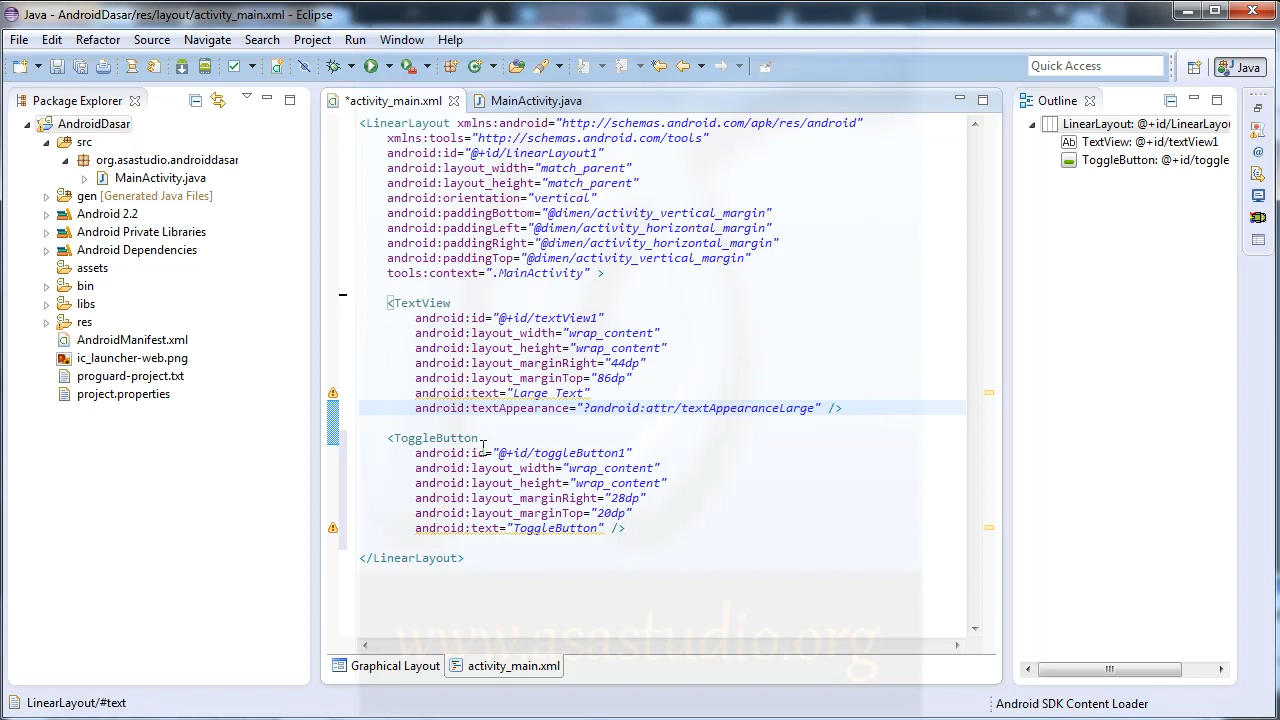 Java - AndroidDasar/res/layout/activity_main.xml - Eclipse
File Edit Refactor Source Navigate Search Project Run Window Help
Quick Access
Java
Package Explorer
*activity_main.xml
MainActivity.java
Outline
AndroidDasar
src
org.asastudio.androiddasar
MainActivity.java
gen [Generated Java Files]
Android 2.2
Android Private Libraries
Android Dependencies
assets
bin
libs
res
AndroidManifest.xml
ic_launcher-web.png
proguard-project.txt
project.properties
<LinearLayout xmlns:android="http://schemas.android.com/apk/res/android"
xmlns:tools="http://schemas.android.com/tools"
android:id="@+id/LinearLayout1"
android:layout_width="match_parent"
android:layout_height="match_parent"
android:orientation="vertical"
android:paddingBottom="@dimen/activity_vertical_margin"
android:paddingLeft="@dimen/activity_horizontal_margin"
android:paddingRight="@dimen/activity_horizontal_margin"
android:paddingTop="@dimen/activity_vertical_margin"
tools:context=".MainActivity" >
<TextView
android:id="@+id/textView1"
android:layout_width="wrap_content"
android:layout_height="wrap_content"
android:layout_marginRight="44dp"
android:layout_marginTop="86dp"
android:text="Large Text"
android:textAppearance="?android:attr/textAppearanceLarge" />
<ToggleButton
android:id="@+id/toggleButton1"
android:layout_width="wrap_content"
android:layout_height="wrap_content"
android:layout_marginRight="28dp"
android:layout_marginTop="20dp"
android:text="ToggleButton" />
</LinearLayout>
www.asastudio.org
Graphical Layout
activity_main.xml
LinearLayout: @+id/LinearLayo
Ab TextView: @+id/textView1
ToggleButton: @+id/toggle
LinearLayout/#text
Android SDK Content Loader